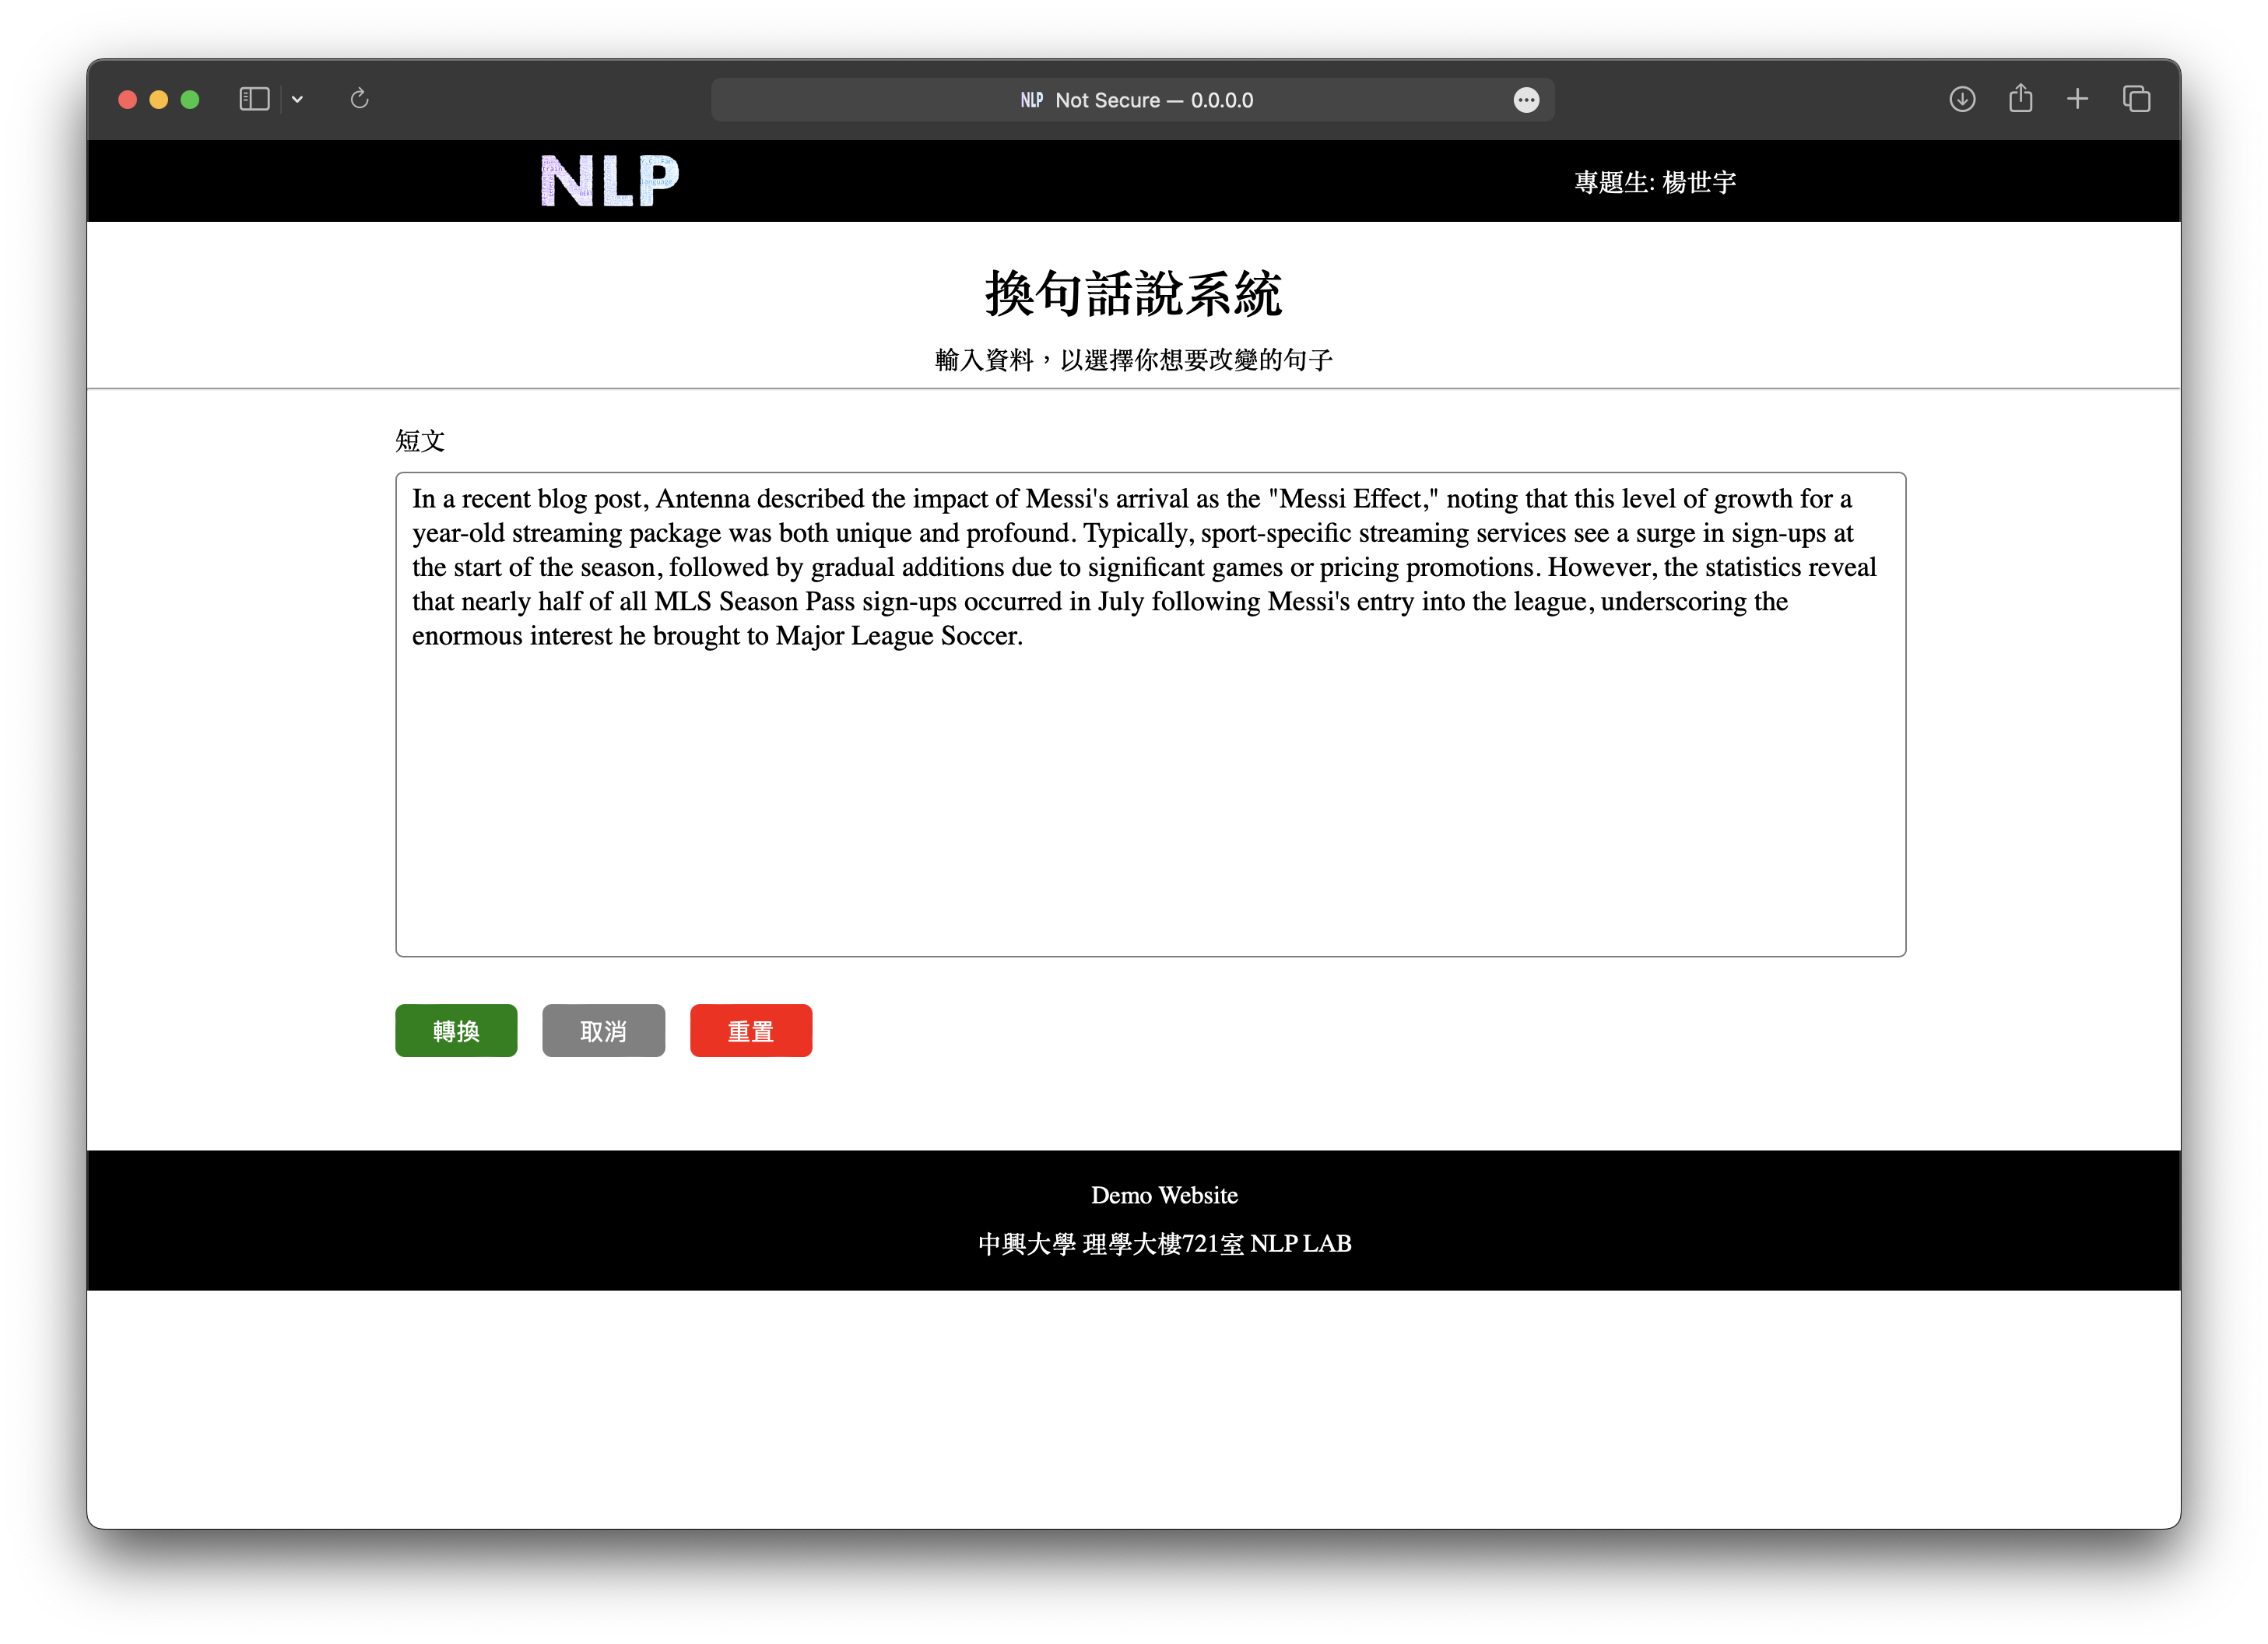 NLP Not Secure — 0.0.0.0
NLP
專題生: 楊世宇
換句話說系統
輸入資料，以選擇你想要改變的句子
短文
In a recent blog post, Antenna described the impact of Messi's arrival as the "Messi Effect," noting that this level of growth for a
year-old streaming package was both unique and profound. Typically, sport-specific streaming services see a surge in sign-ups at
the start of the season, followed by gradual additions due to significant games or pricing promotions. However, the statistics reveal
that nearly half of all MLS Season Pass sign-ups occurred in July following Messi's entry into the league, underscoring the
enormous interest he brought to Major League Soccer.
轉換 取消 重置
Demo Website
中興大學 理學大樓721室 NLP LAB